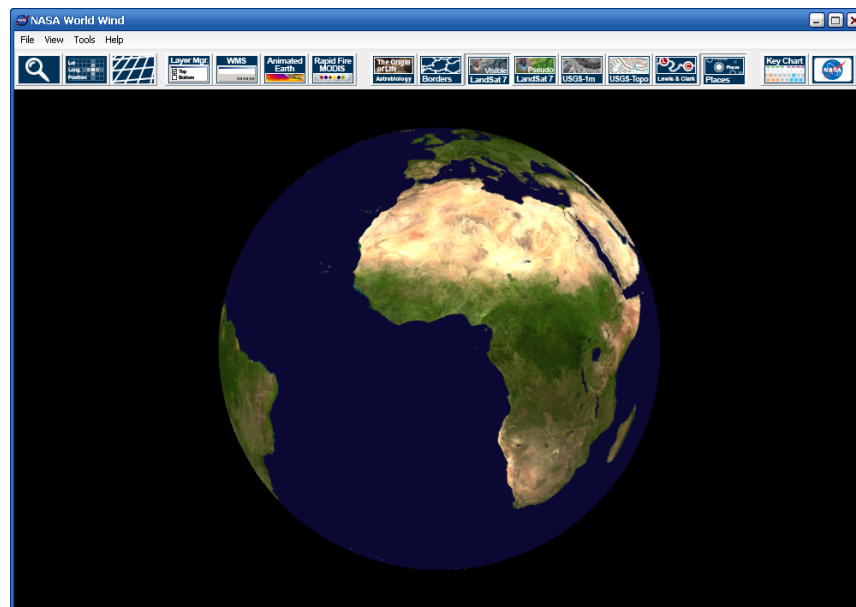 NASA World Wind
File View Tools Help
Lat
Long
Position
Layer Mgr.
Top
Bottom
WMS
Animated
Earth
Rapid Fire
MODIS
The Origin
of Life
Astrobiology
Borders
Visible
LandSat 7
Pseudo
LandSat 7
USGS-1m
USGS-Topo
Lewis & Clark
Places
Places
Key Chart
NASA